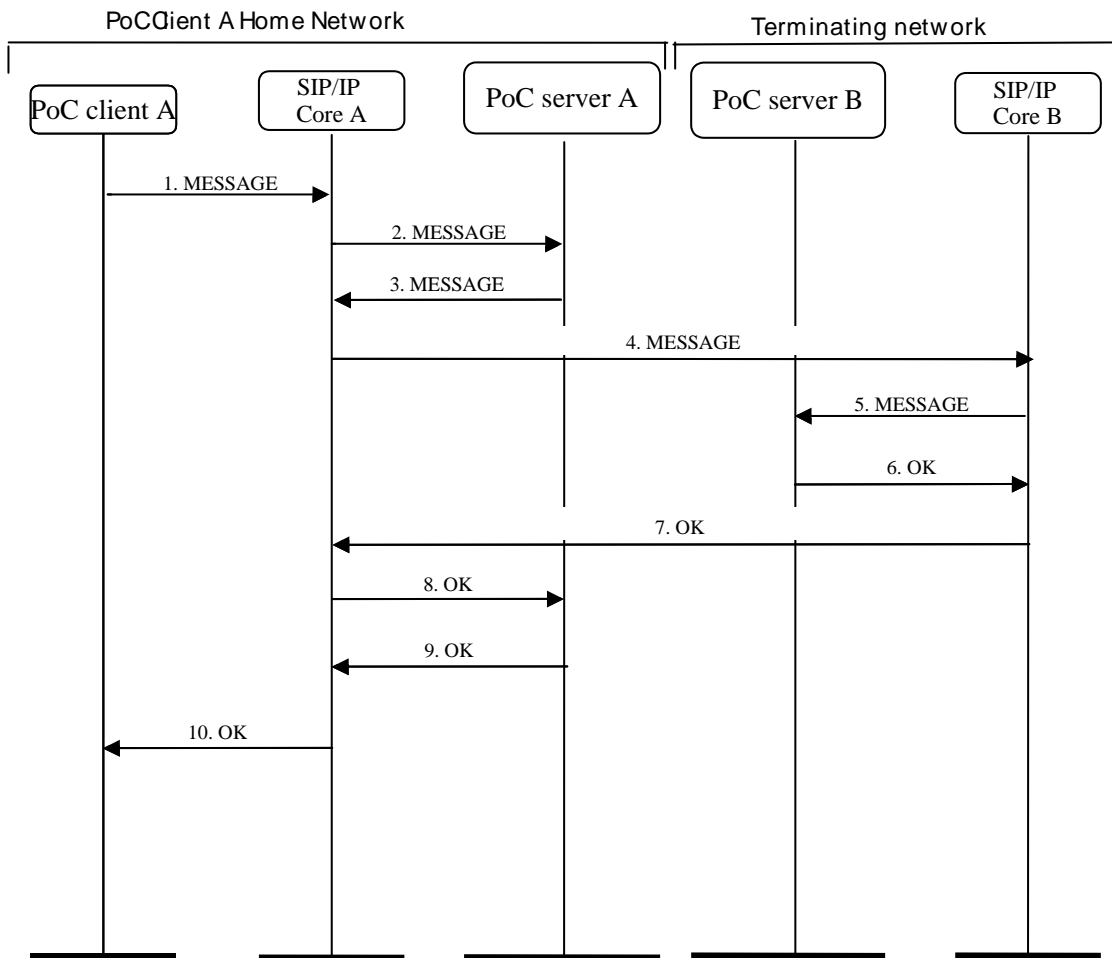 PoCClient A Home Network
Terminating network
PoC client A
SIP/IP
Core A
PoC server A
PoC server B
SIP/IP
Core B
1. MESSAGE
2. MESSAGE
3. MESSAGE
4. MESSAGE
5. MESSAGE
6. OK
7. OK
8. OK
9. OK
10. OK